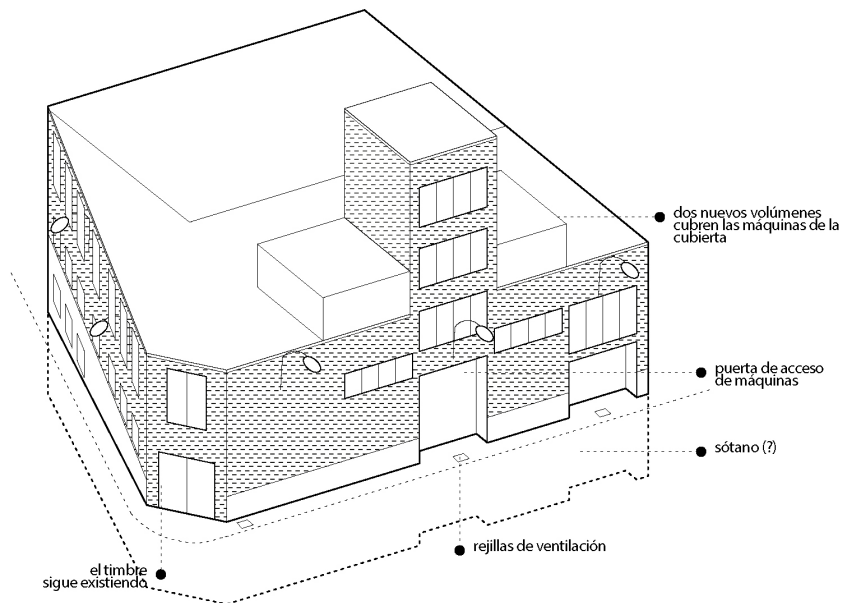 dos nuevos volúmenes
cubren las máquinas de la
cubierta
puerta de acceso
de máquinas
sótano (?)
rejillas de ventilación
el timbre
sigue existiendo